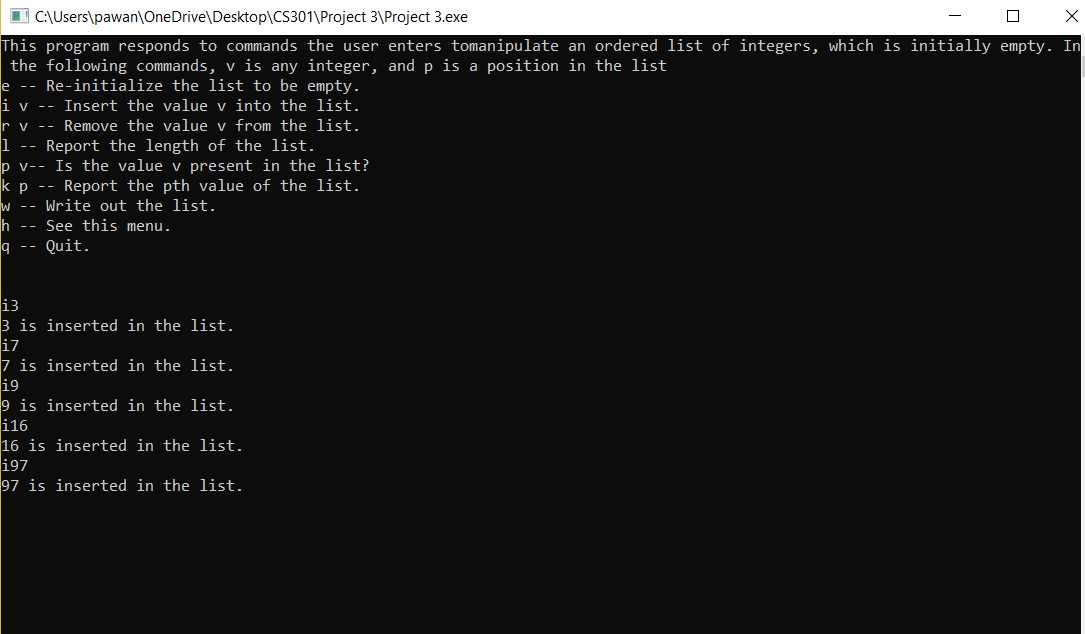 C:\Users\pawan\OneDrive\Desktop\CS301\Project 3\Project 3.exe
This program responds to commands the user enters tomanipulate an ordered list of integers, which is initially empty. In
 the following commands, v is any integer, and p is a position in the list
e -- Re-initialize the list to be empty.
i v -- Insert the value v into the list.
r v -- Remove the value v from the list.
l -- Report the length of the list.
p v-- Is the value v present in the list?
k p -- Report the pth value of the list.
w -- Write out the list.
h -- See this menu.
q -- Quit.
i3
3 is inserted in the list.
i7
7 is inserted in the list.
i9
9 is inserted in the list.
i16
16 is inserted in the list.
i97
97 is inserted in the list.